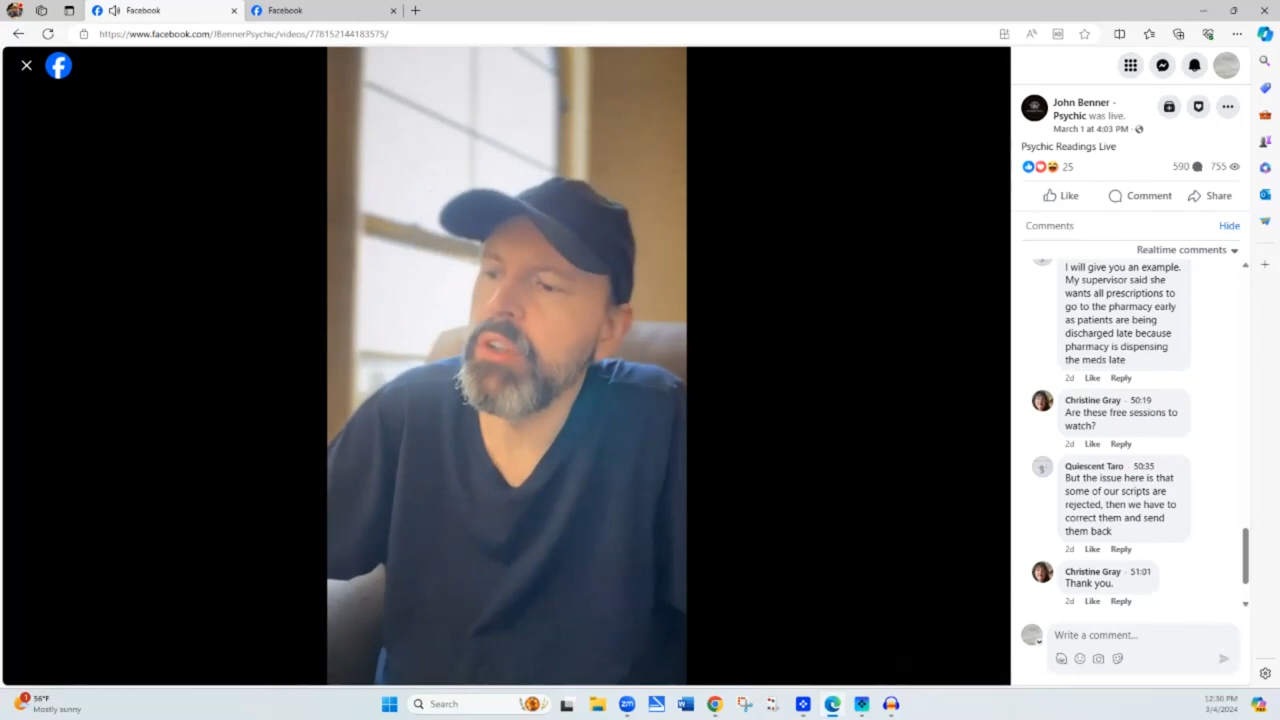 Facebook
Facebook
https://www.facebook.com/JBennerPsychic/videos/778152144183575/
John Benner -
Psychic was live.
March 1 at 4:03 PM ·
Psychic Readings Live
25
590
755
Like
Comment
Share
Comments
Hide
Realtime comments
I will give you an example.
My supervisor said she
wants all prescriptions to
go to the pharmacy early
as patients are being
discharged late because
pharmacy is dispensing
the meds late
2d Like Reply
Christine Gray · 50:19
Are these free sessions to
watch?
2d Like Reply
Quiescent Taro · 50:35
But the issue here is that
some of our scripts are
rejected, then we have to
correct them and send
them back
2d Like Reply
Christine Gray · 51:01
Thank you.
2d Like Reply
Write a comment...
1
56°F
Mostly sunny
Search
zm
12:30 PM
3/4/2024